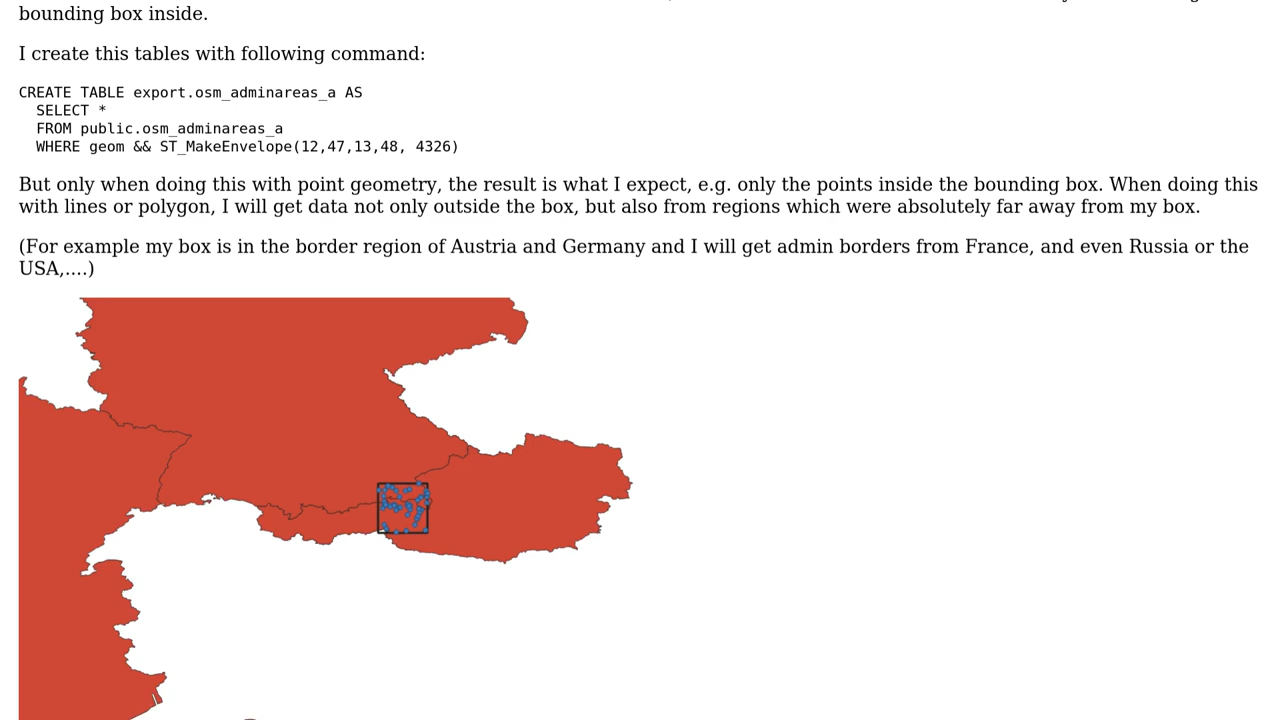 bounding box inside.
I create this tables with following command:
CREATE TABLE export.osm_adminareas_a AS
  SELECT *
  FROM public.osm_adminareas_a
  WHERE geom && ST_MakeEnvelope(12,47,13,48, 4326)
But only when doing this with point geometry, the result is what I expect, e.g. only the points inside the bounding box. When doing this
with lines or polygon, I will get data not only outside the box, but also from regions which were absolutely far away from my box.
(For example my box is in the border region of Austria and Germany and I will get admin borders from France, and even Russia or the
USA,....)